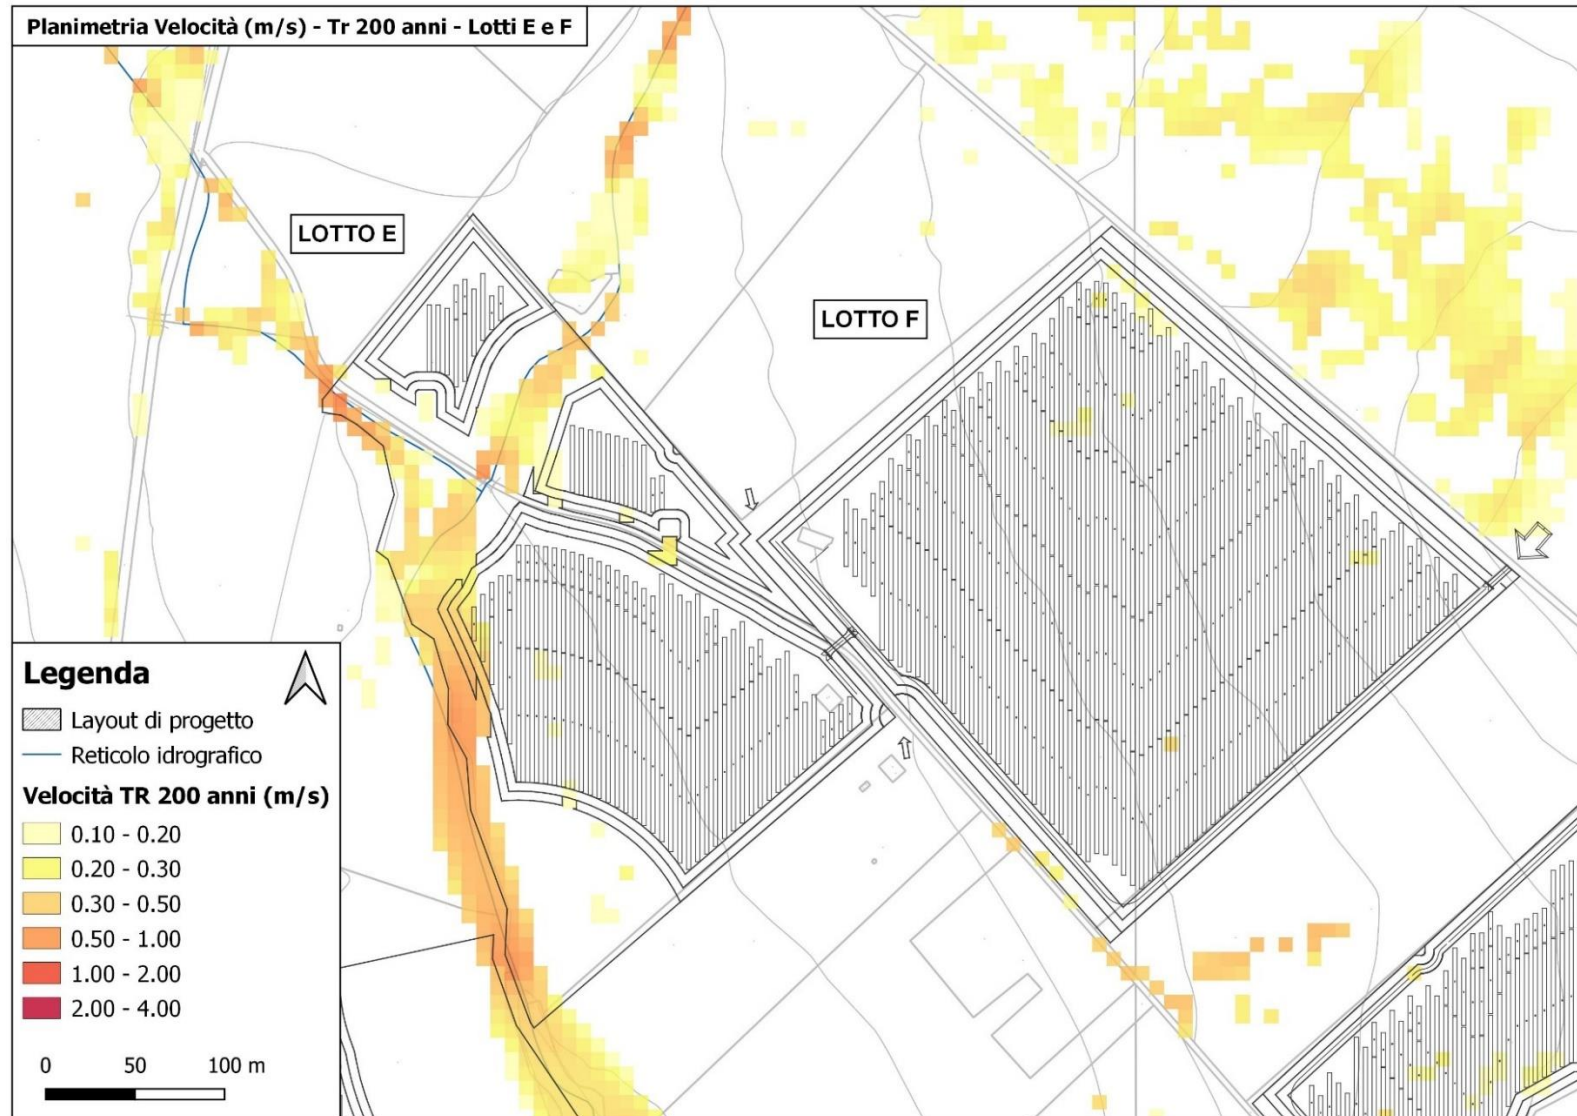 Planimetria Velocità (m/s) - Tr 200 anni - Lotti E e F
LOTTO E
LOTTO F
Legenda
Layout di progetto
Reticolo idrografico
Velocità TR 200 anni (m/s)
0.10 - 0.20
0.20 - 0.30
0.30 - 0.50
0.50 - 1.00
1.00 - 2.00
2.00 - 4.00
0 50 100 m